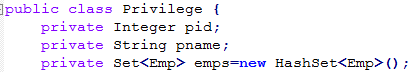 public class Privilege {
private Integer pid;
private String pname;
private Set<Emp> emps=new HashSet<Emp>();